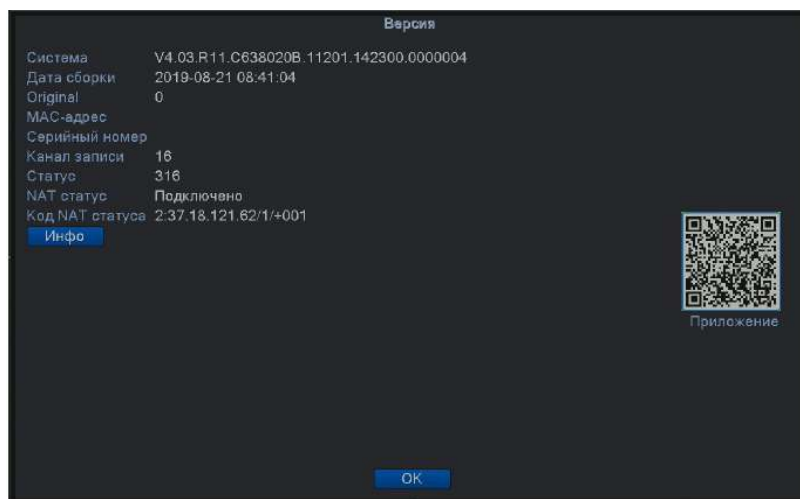 Версия
Система V4.03.R11.C638020B.11201.142300.0000004
Дата сборки 2019-08-21 08:41:04
Original 0
MAC-адрес
Серийный номер
Канал записи 16
Статус 316
NAT статус Подключено
Код NAT статуса 2:37.18.121.62/1/+001
Инфо
Приложение
OK